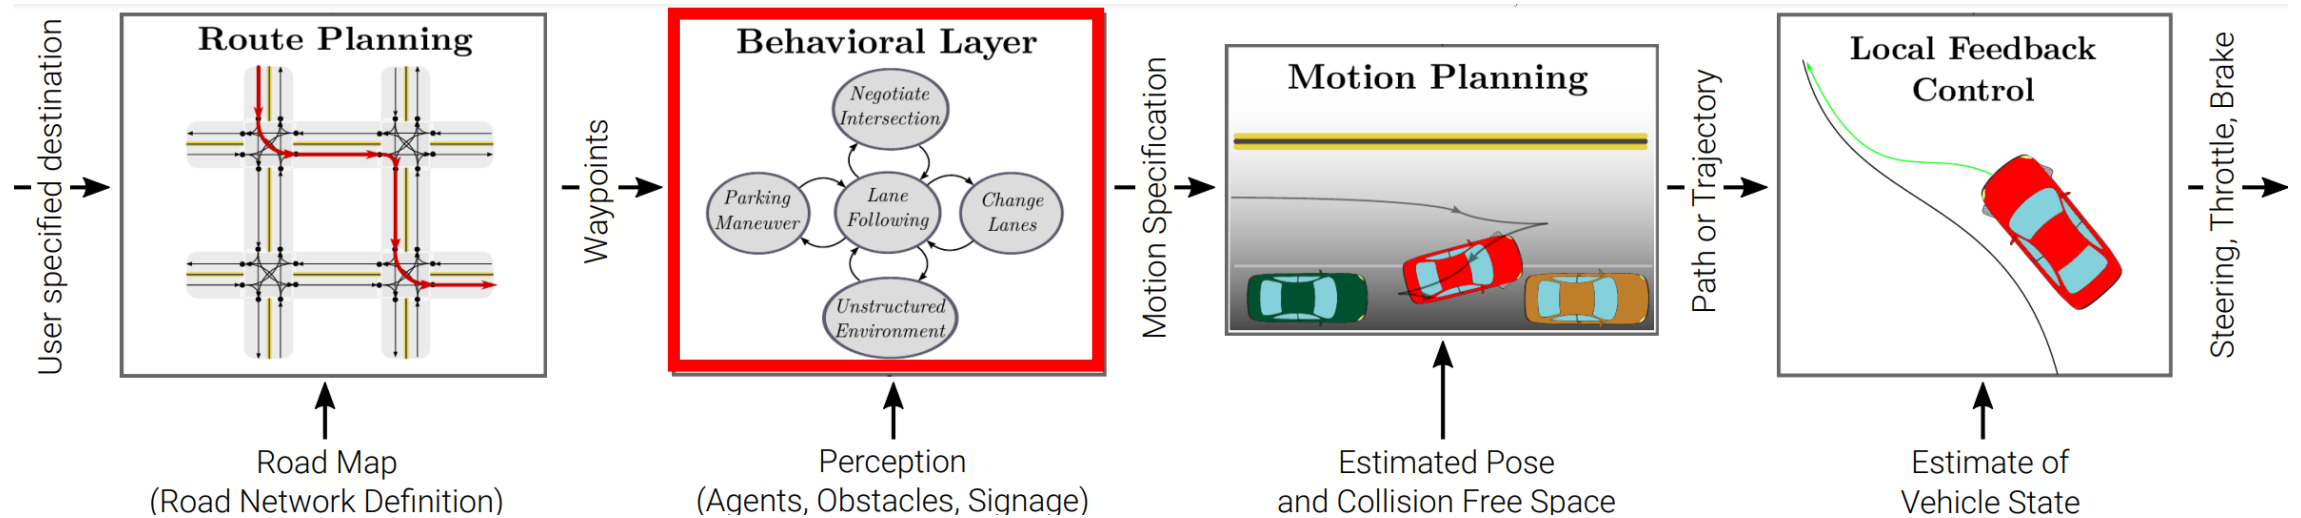 User specified destination
Route Planning
Road Map
(Road Network Definition)
Waypoints
Behavioral Layer
Negotiate
Intersection
Parking
Maneuver
Lane
Following
Change
Lanes
Unstructured
Environment
Perception
(Agents, Obstacles, Signage)
Motion Specification
Motion Planning
Estimated Pose
and Collision Free Space
Path or Trajectory
Local Feedback
Control
Estimate of
Vehicle State
Steering, Throttle, Brake